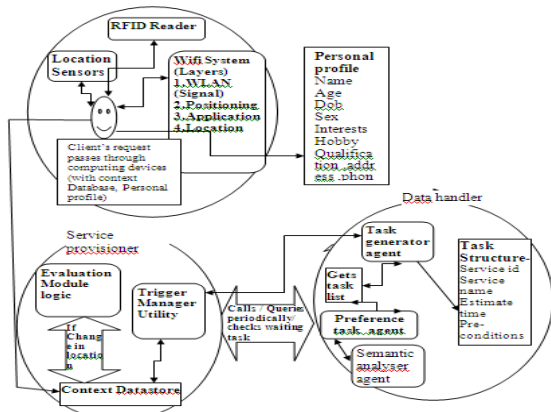 RFID Reader
Location
Sensors
Wifi System
(Layers)
1.WLAN
(Signal)
2.Positioning
3.Application
4.Location
Client's request
passes through
computing devices
(with context
Database, Personal
profile)
Personal
profile
Name
Age
Dob
Sex
Interests
Hobby
Qualifica
tion ,addr
ess ,phon
Service
provisioner
Evaluation
Module
logic
Trigger
Manager
Utility
If
Chang
e in
locatio
n
Context Datastore
Calls / Queries
periodically/
checks waiting
task
Data handler
Task
generator
agent
Gets
task
list
Preference
task agent
Semantic
analyser
agent
Task
Structure-
Service id
Service
name
Estimate
time
Pre-
conditions